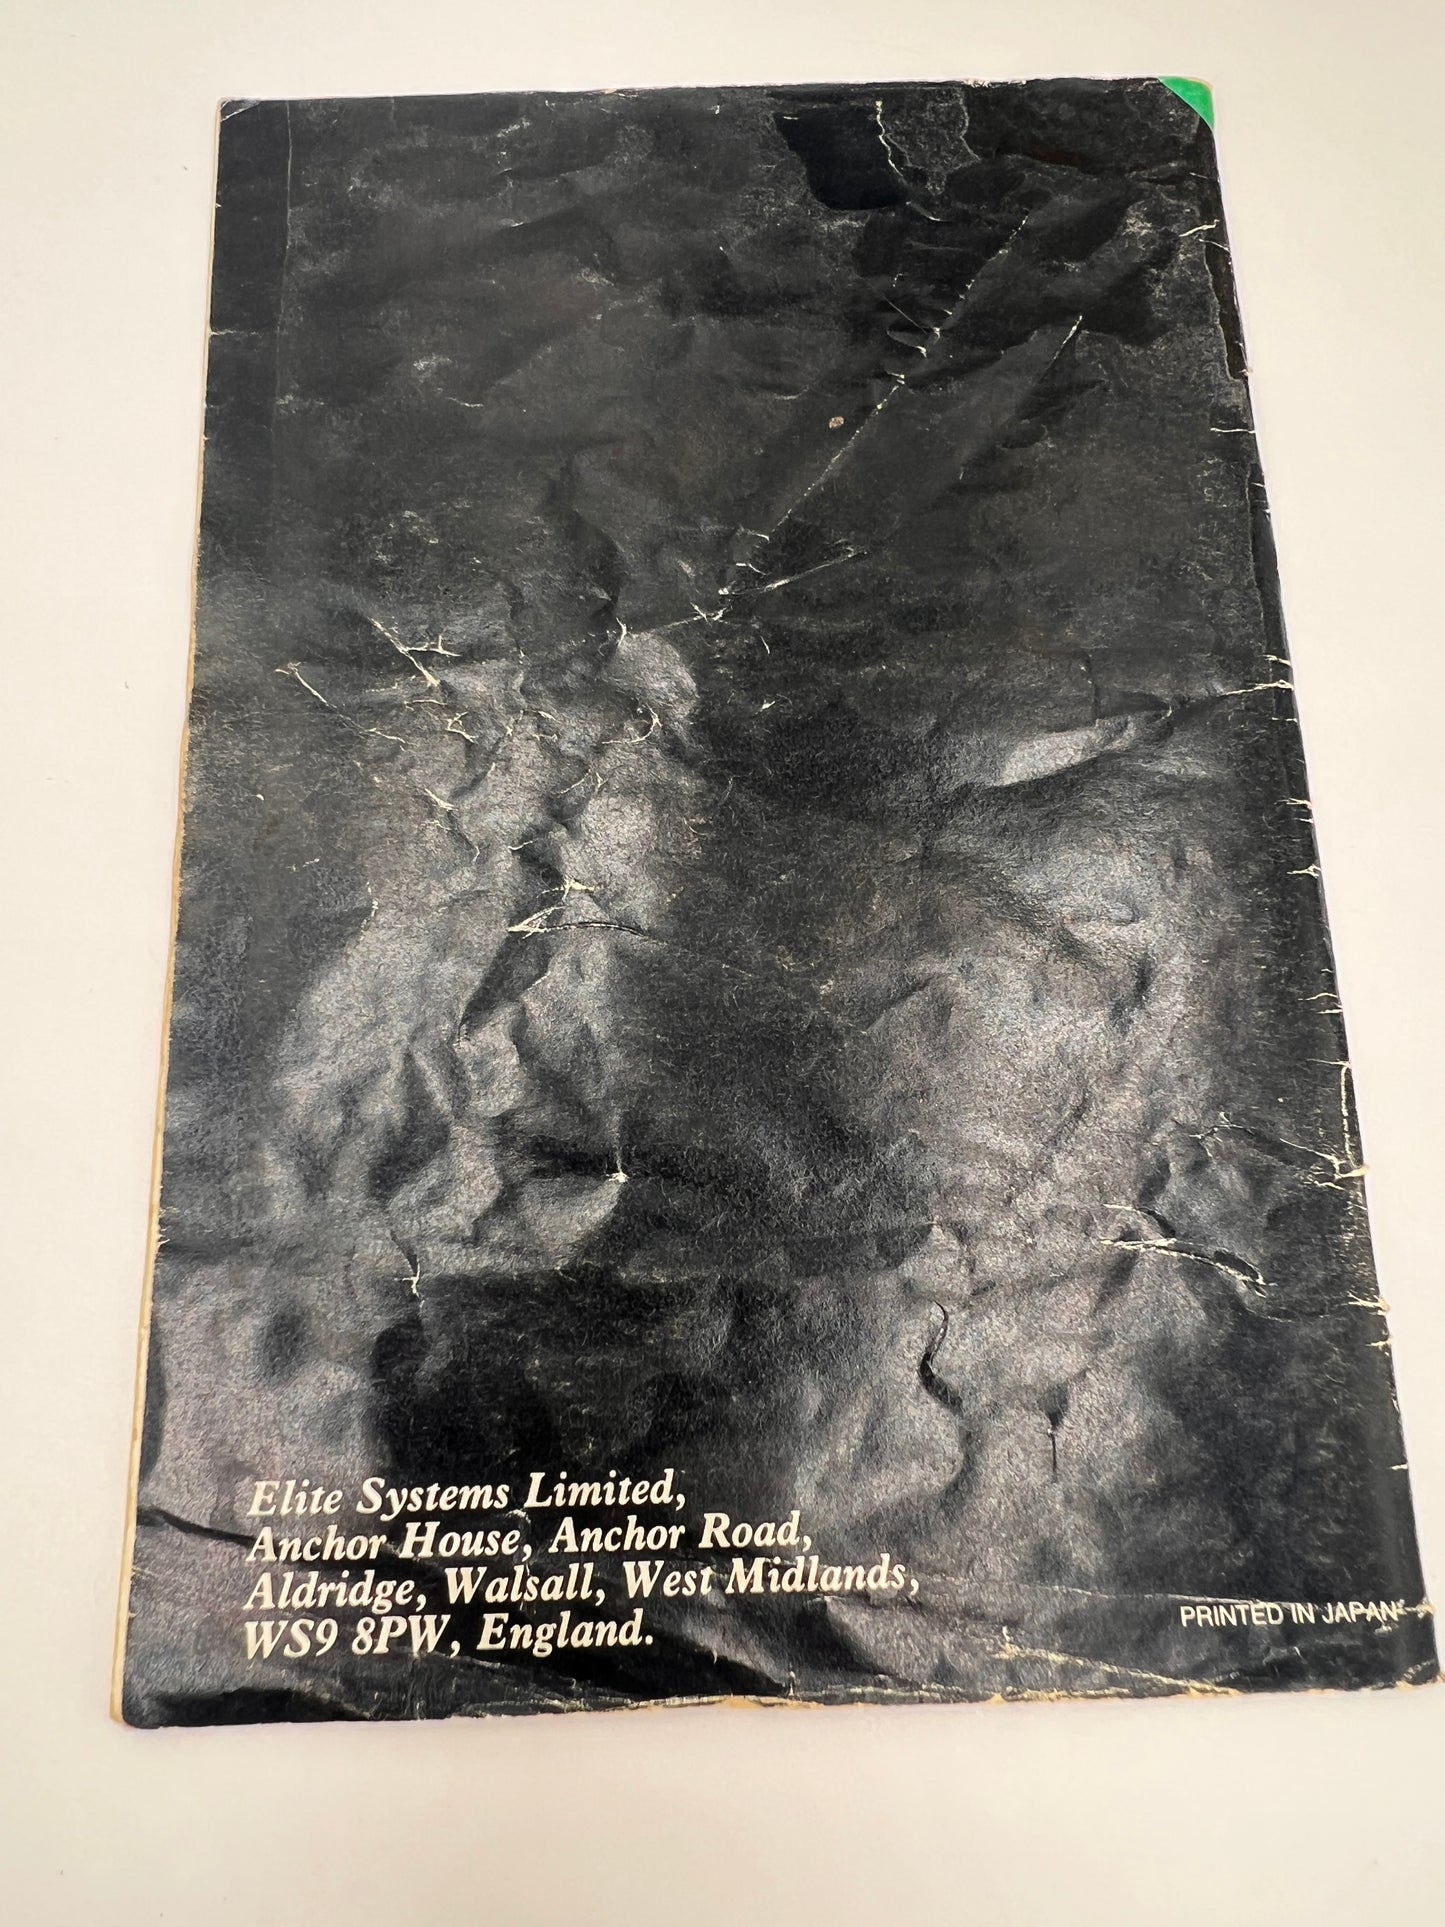 Elite Systems Limited,
Anchor House, Anchor Road,
Aldridge, Walsall, West Midlands,
WS9 8PW, England.
PRINTED IN JAPAN